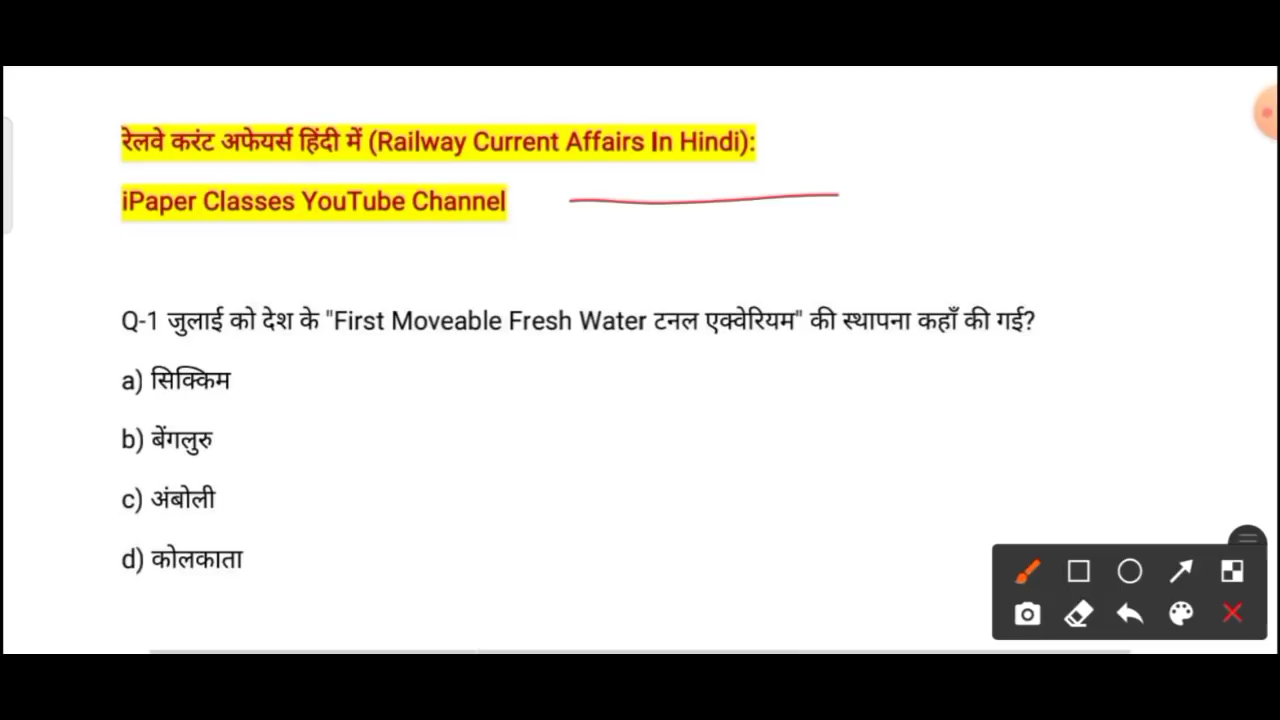 रेलवे करंट अफेयर्स हिंदी में (Railway Current Affairs In Hindi):
iPaper Classes YouTube Channel
Q-1 जुलाई को देश के "First Moveable Fresh Water टनल एक्वेरियम" की स्थापना कहाँ की गई?
a) सिक्किम
b) बेंगलुरु
c) अंबोली
d) कोलकाता